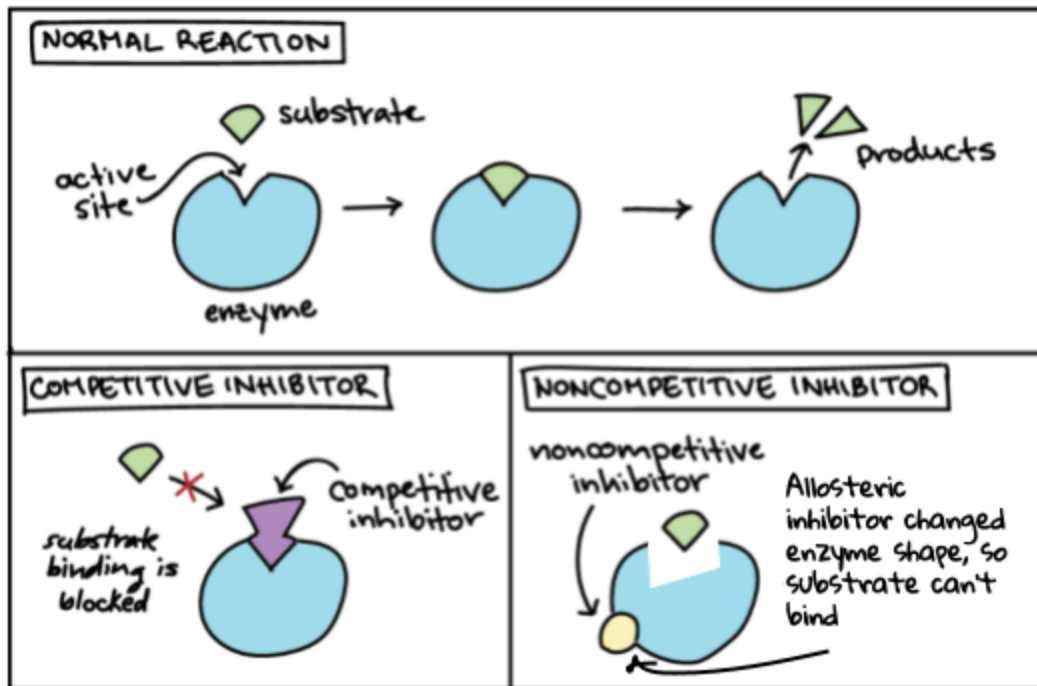 NORMAL REACTION
substrate
active
site
enzyme
products
COMPETITIVE INHIBITOR
competitive
inhibitor
substrate
binding is
blocked
NONCOMPETITIVE INHIBITOR
noncompetitive
inhibitor
Allosteric
inhibitor changed
enzyme shape, so
substrate can't
bind